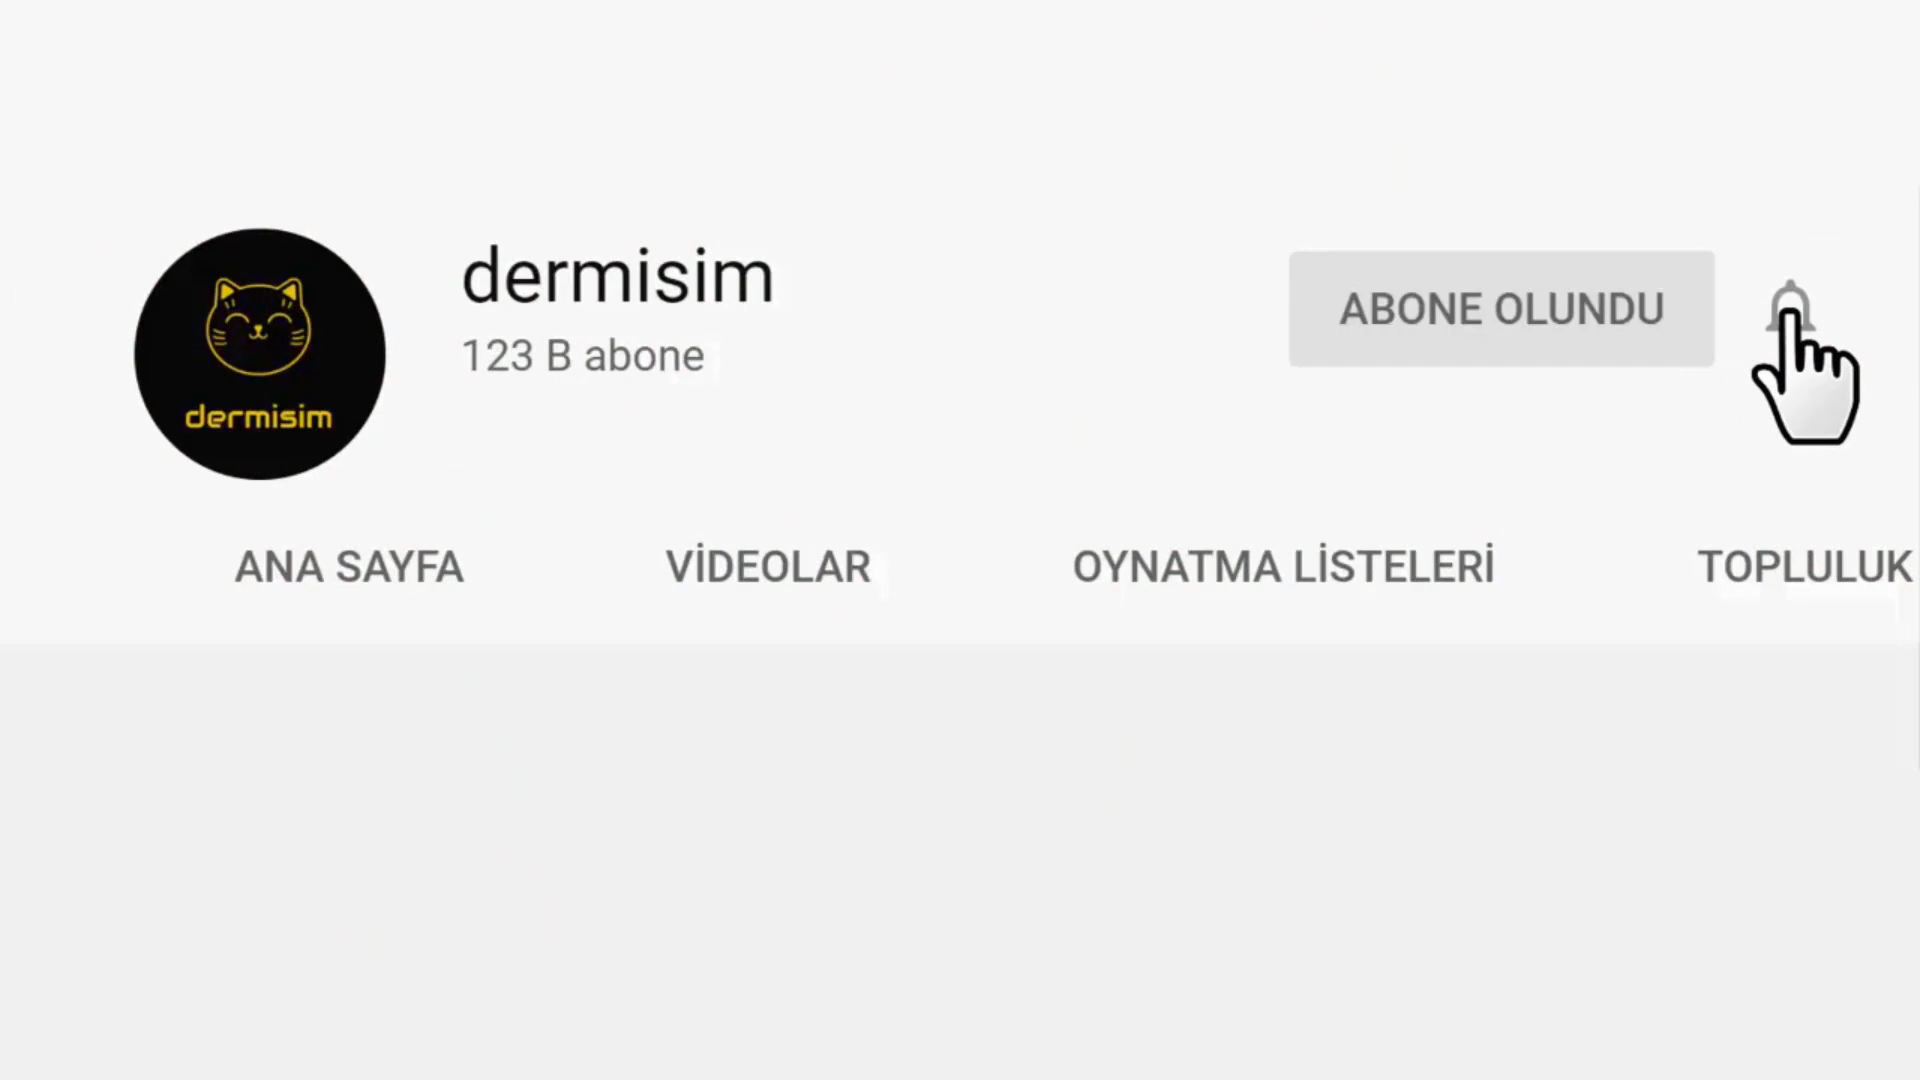 dermisim
dermisim
123 B abone
ABONE OLUNDU
ANA SAYFA
VİDEOLAR
OYNATMA LİSTELERİ
TOPLULUK